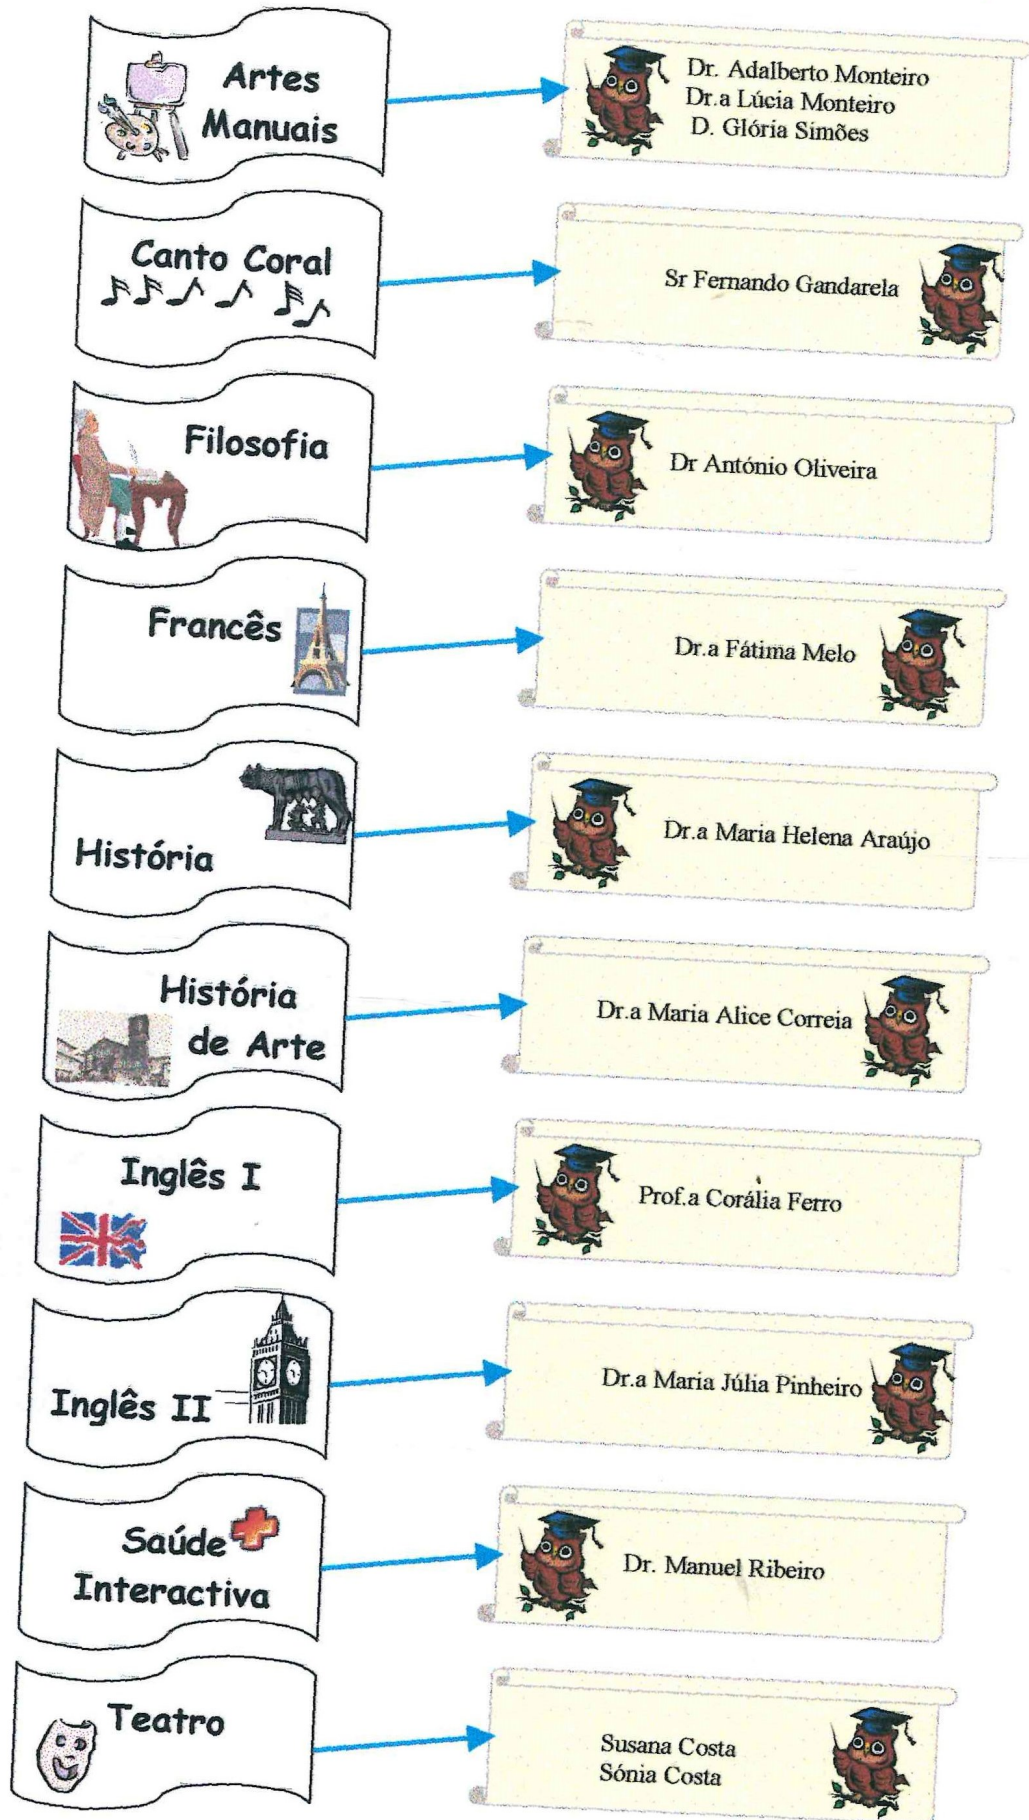 Artes
Manuais
Dr. Adalberto Monteiro
Dr.a Lúcia Monteiro
D. Glória Simões
Canto Coral
Sr Fernando Gandarela
Filosofia
Dr António Oliveira
Francês
Dr.a Fátima Melo
História
Dr.a Maria Helena Araújo
História
de Arte
Dr.a Maria Alice Correia
Inglês I
Prof.a Corália Ferro
Inglês II
Dr.a Maria Júlia Pinheiro
Saúde
Interactiva
Dr. Manuel Ribeiro
Teatro
Susana Costa
Sónia Costa